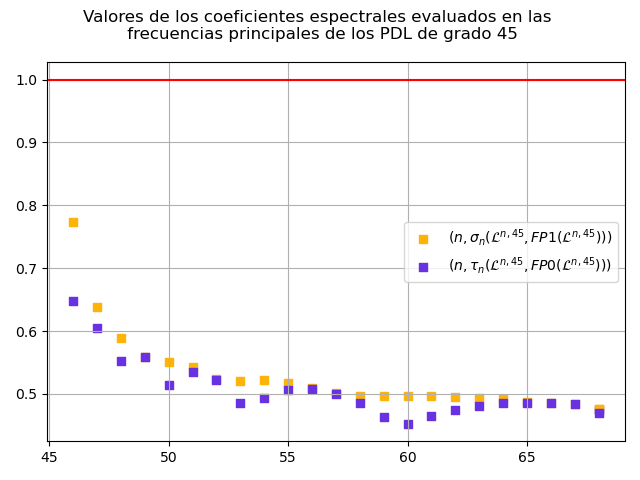 Valores de los coeficientes espectrales evaluados en las
frecuencias principales de los PDL de grado 45
1.0
0.9
0.8
0.7
0.6
0.5
(n, σₙ(ℒⁿ,⁴⁵, FP1(ℒⁿ,⁴⁵)))
(n, τₙ(ℒⁿ,⁴⁵, FP0(ℒⁿ,⁴⁵)))
45 50 55 60 65